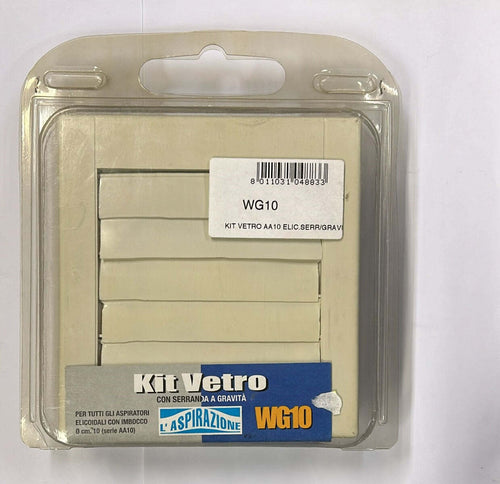 8 011031 048833
WG10
KIT VETRO AA10 ELIC.SERR/GRAVI
Kit Vetro
CON SERRANDA A GRAVITÀ
PER TUTTI GLI ASPIRATORI
ELICOIDALI CON IMBOCCO
Ø cm. 10 (serie AA10)
L'ASPIRAZIONE
WG10